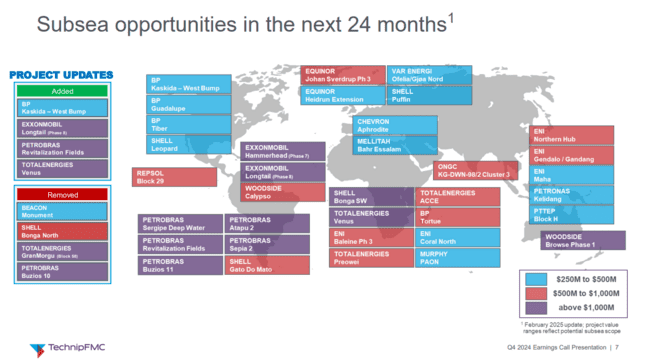 Subsea opportunities in the next 24 months1
PROJECT UPDATES
Added
BP
Kaskida – West Bump
EXXONMOBIL
Longtail (Phase 8)
PETROBRAS
Revitalization Fields
TOTALENERGIES
Venus
Removed
BEACON
Monument
SHELL
Bonga North
TOTALENERGIES
GranMorgu (Block 58)
PETROBRAS
Buzios 10
BP
Kaskida – West Bump
BP
Guadalupe
BP
Tiber
SHELL
Leopard
REPSOL
Block 29
EXXONMOBIL
Hammerhead (Phase 7)
EXXONMOBIL
Longtail (Phase 8)
WOODSIDE
Calypso
PETROBRAS
Sergipe Deep Water
PETROBRAS
Atapu 2
PETROBRAS
Revitalization Fields
PETROBRAS
Sepia 2
PETROBRAS
Buzios 11
SHELL
Gato Do Mato
EQUINOR
Johan Sverdrup Ph 3
VAR ENERGI
Ofelia/Gjøa Nord
EQUINOR
Heidrun Extension
SHELL
Puffin
CHEVRON
Aphrodite
MELLITAH
Bahr Essalam
ONGC
KG-DWN-98/2 Cluster 3
SHELL
Bonga SW
TOTALENERGIES
ACCE
TOTALENERGIES
Venus
BP
Tortue
ENI
Baleine Ph 3
ENI
Coral North
TOTALENERGIES
Preowei
MURPHY
PAON
ENI
Northern Hub
ENI
Gendalo / Gandang
ENI
Maha
PETRONAS
Kelidang
PTTEP
Block H
WOODSIDE
Browse Phase 1
$250M to $500M
$500M to $1,000M
above $1,000M
1 February 2025 update; project value
ranges reflect potential subsea scope
TechnipFMC
Q4 2024 Earnings Call Presentation | 7